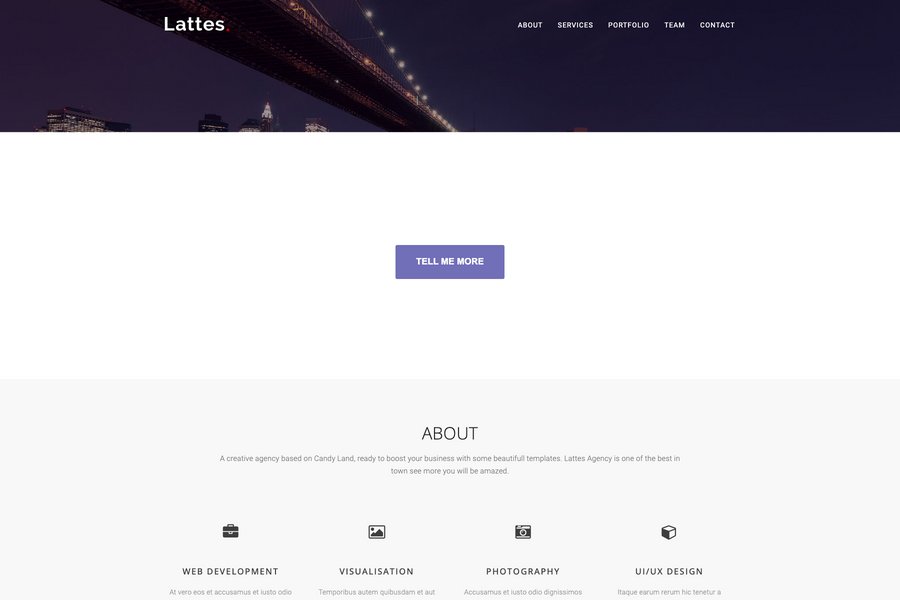 Lattes.
ABOUT SERVICES PORTFOLIO TEAM CONTACT
TELL ME MORE
ABOUT
A creative agency based on Candy Land, ready to boost your business with some beautifull templates. Lattes Agency is one of the best in
town see more you will be amazed.
WEB DEVELOPMENT VISUALISATION PHOTOGRAPHY UI/UX DESIGN
At vero eos et accusamus et iusto odio Temporibus autem quibusdam et aut Accusamus et iusto odio dignissimos Itaque earum rerum hic tenetur a